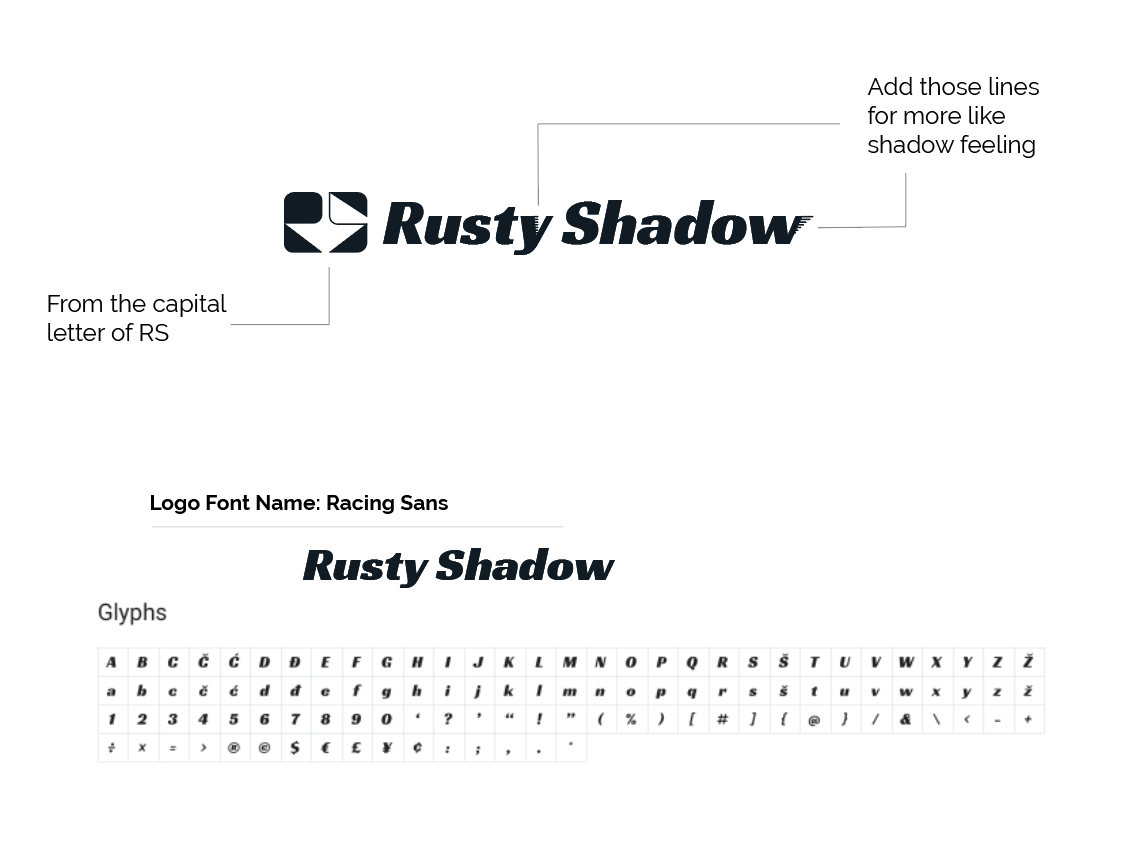 Add those lines
for more like
shadow feeling
Rusty Shadow
From the capital
letter of RS
Logo Font Name: Racing Sans
Rusty Shadow
Glyphs
A B C Č Ć D Đ E F G H I J K L M N O P Q R S Š T U V W X Y Z Ž
a b c č ć d đ e f g h i j k l m n o p q r s š t u v w x y z ž
1 2 3 4 5 6 7 8 9 0 ‘ ? ’ “ ! ” ( % ) [ # ] { @ } / & \ < - +
÷ × = > ® © $ € £ ¥ ¢ : ; , .